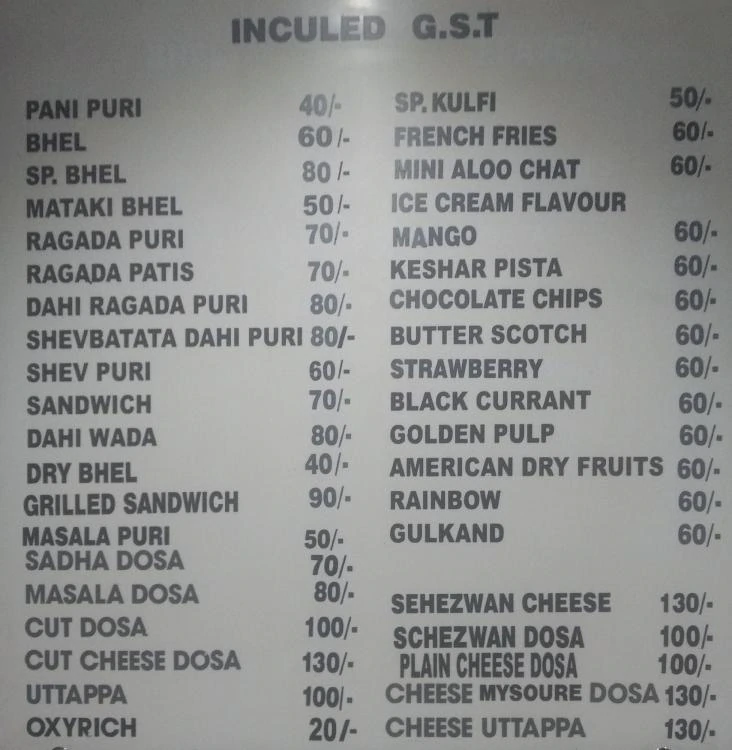 INCULED G.S.T
PANI PURI 40/-
BHEL 60/-
SP. BHEL 80/-
MATAKI BHEL 50/-
RAGADA PURI 70/-
RAGADA PATIS 70/-
DAHI RAGADA PURI 80/-
SHEVBATATA DAHI PURI 80/-
SHEV PURI 60/-
SANDWICH 70/-
DAHI WADA 80/-
DRY BHEL 40/-
GRILLED SANDWICH 90/-
MASALA PURI 50/-
SADHA DOSA 70/-
MASALA DOSA 80/-
CUT DOSA 100/-
CUT CHEESE DOSA 130/-
UTTAPPA 100/-
OXYRICH 20/-
SP. KULFI 50/-
FRENCH FRIES 60/-
MINI ALOO CHAT 60/-
ICE CREAM FLAVOUR
MANGO 60/-
KESHAR PISTA 60/-
CHOCOLATE CHIPS 60/-
BUTTER SCOTCH 60/-
STRAWBERRY 60/-
BLACK CURRANT 60/-
GOLDEN PULP 60/-
AMERICAN DRY FRUITS 60/-
RAINBOW 60/-
GULKAND 60/-
SEHEZWAN CHEESE 130/-
SCHEZWAN DOSA 100/-
PLAIN CHEESE DOSA 100/-
CHEESE MYSOURE DOSA 130/-
CHEESE UTTAPPA 130/-